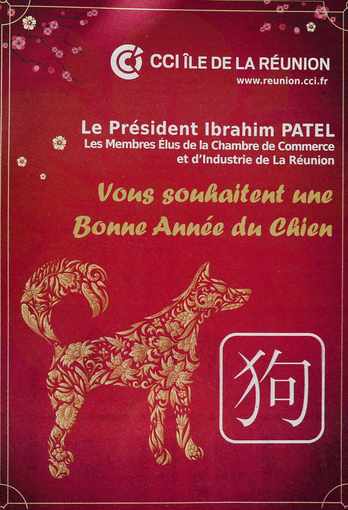 CCI ÎLE DE LA RÉUNION
www.reunion.cci.fr
Le Président Ibrahim PATEL
Les Membres Élus de la Chambre de Commerce
et d'Industrie de La Réunion
Vous souhaitent une
Bonne Année du Chien
狗